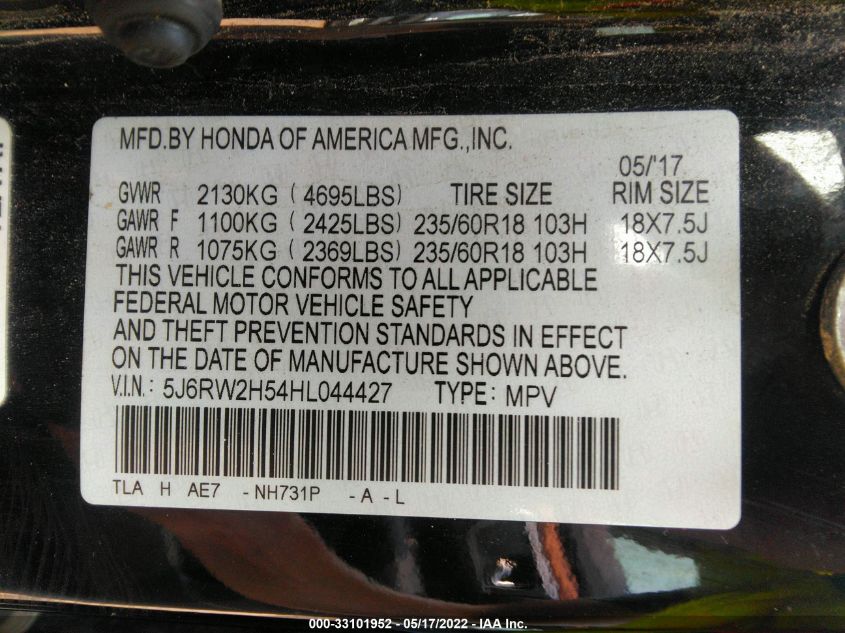 MFD.BY HONDA OF AMERICA MFG.,INC.
05/'17
GVWR 2130KG ( 4695LBS) TIRE SIZE RIM SIZE
GAWR F 1100KG ( 2425LBS) 235/60R18 103H 18X7.5J
GAWR R 1075KG ( 2369LBS) 235/60R18 103H 18X7.5J
THIS VEHICLE CONFORMS TO ALL APPLICABLE
FEDERAL MOTOR VEHICLE SAFETY
AND THEFT PREVENTION STANDARDS IN EFFECT
ON THE DATE OF MANUFACTURE SHOWN ABOVE.
V.I.N.: 5J6RW2H54HL044427 TYPE: MPV
TLA H AE7 - NH731P - A - L
000-33101952 - 05/17/2022 - IAA Inc.